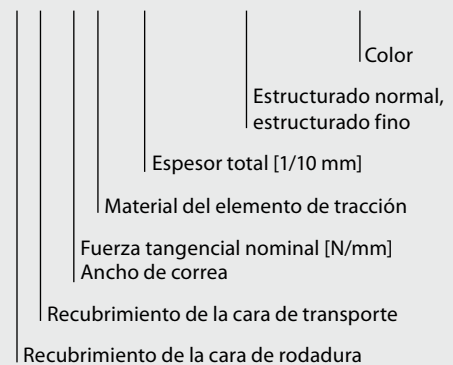 Color
Estructurado normal,
estructurado fino
Espesor total [1/10 mm]
Material del elemento de tracción
Fuerza tangencial nominal [N/mm]
Ancho de correa
Recubrimiento de la cara de transporte
Recubrimiento de la cara de rodadura